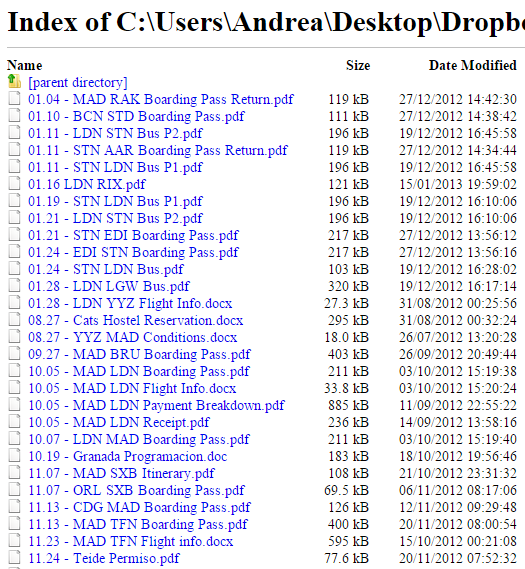 Index of C:\Users\Andrea\Desktop\Dropbo
Name Size Date Modified
[parent directory]
01.04 - MAD RAK Boarding Pass Return.pdf 119 kB 27/12/2012 14:42:30
01.10 - BCN STD Boarding Pass.pdf 111 kB 27/12/2012 14:38:42
01.11 - LDN STN Bus P2.pdf 196 kB 19/12/2012 16:45:58
01.11 - STN AAR Boarding Pass Return.pdf 119 kB 27/12/2012 14:34:44
01.11 - STN LDN Bus P1.pdf 196 kB 19/12/2012 16:45:58
01.16 LDN RIX.pdf 121 kB 15/01/2013 19:59:02
01.19 - STN LDN Bus P1.pdf 196 kB 19/12/2012 16:10:06
01.21 - LDN STN Bus P2.pdf 196 kB 19/12/2012 16:10:06
01.21 - STN EDI Boarding Pass.pdf 217 kB 27/12/2012 13:56:12
01.24 - EDI STN Boarding Pass.pdf 217 kB 27/12/2012 13:56:16
01.24 - STN LDN Bus.pdf 103 kB 19/12/2012 16:28:02
01.28 - LDN LGW Bus.pdf 320 kB 19/12/2012 16:17:14
01.28 - LDN YYZ Flight Info.docx 27.3 kB 31/08/2012 00:25:56
08.27 - Cats Hostel Reservation.docx 295 kB 31/08/2012 00:32:24
08.27 - YYZ MAD Conditions.docx 18.0 kB 26/07/2012 13:20:28
09.27 - MAD BRU Boarding Pass.pdf 403 kB 26/09/2012 20:49:44
10.05 - MAD LDN Boarding Pass.pdf 211 kB 03/10/2012 15:19:38
10.05 - MAD LDN Flight Info.docx 33.8 kB 03/10/2012 15:20:24
10.05 - MAD LDN Payment Breakdown.pdf 885 kB 11/09/2012 22:55:22
10.05 - MAD LDN Receipt.pdf 236 kB 14/09/2012 13:58:16
10.07 - LDN MAD Boarding Pass.pdf 211 kB 03/10/2012 15:19:40
10.19 - Granada Programacion.doc 183 kB 18/10/2012 19:56:46
11.07 - MAD SXB Itinerary.pdf 108 kB 21/10/2012 23:31:32
11.07 - ORL SXB Boarding Pass.pdf 69.5 kB 06/11/2012 08:17:06
11.13 - CDG MAD Boarding Pass.pdf 126 kB 12/11/2012 09:29:48
11.13 - MAD TFN Boarding Pass.pdf 400 kB 20/11/2012 08:00:54
11.23 - MAD TFN Flight info.docx 595 kB 15/10/2012 00:21:08
11.24 - Teide Permiso.pdf 77.6 kB 20/11/2012 07:52:32